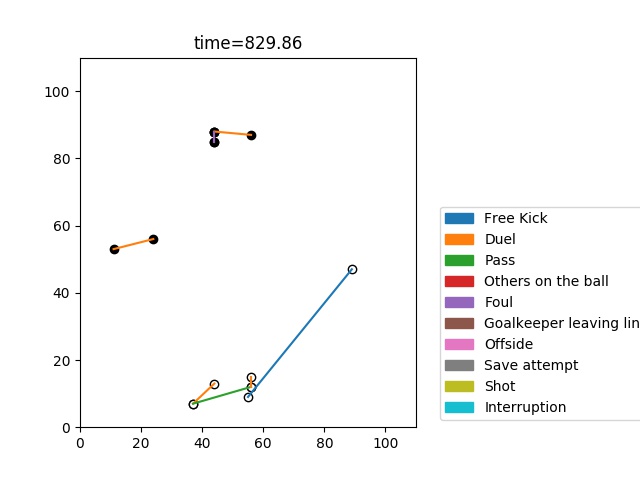 time=829.86
100
80
60
40
20
0
0 20 40 60 80 100
Free Kick
Duel
Pass
Others on the ball
Foul
Goalkeeper leaving lin
Offside
Save attempt
Shot
Interruption